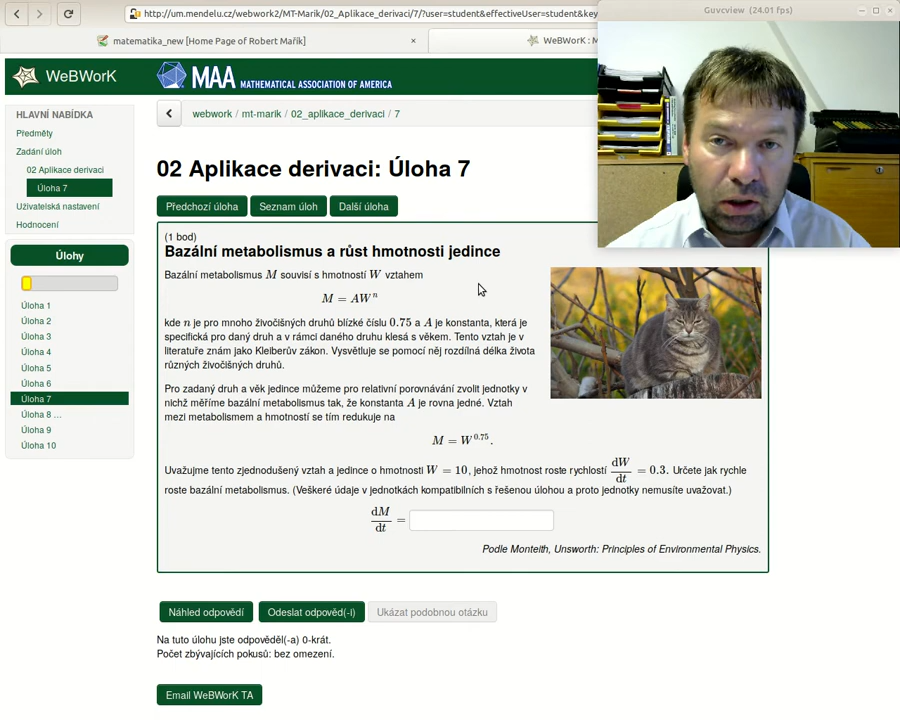 Guvcview (24.01 fps)
http://um.mendelu.cz/webwork2/MT-Marik/02_Aplikace_derivaci/7/?user=student&effectiveUser=student&key
matematika_new [Home Page of Robert Mařík] ×
WeBWorK : M
WeBWorK
MAA MATHEMATICAL ASSOCIATION OF AMERICA
HLAVNÍ NABÍDKA
Předměty
Zadání úloh
02 Aplikace derivaci
Úloha 7
Uživatelská nastavení
Hodnocení
Úlohy
Úloha 1
Úloha 2
Úloha 3
Úloha 4
Úloha 5
Úloha 6
Úloha 7
Úloha 8 ...
Úloha 9
Úloha 10
webwork / mt-marik / 02_aplikace_derivaci / 7
02 Aplikace derivaci: Úloha 7
Předchozí úloha Seznam úloh Další úloha
(1 bod)
Bazální metabolismus a růst hmotnosti jedince
Bazální metabolismus M souvisí s hmotností W vztahem
M = AWⁿ
kde n je pro mnoho živočišných druhů blízké číslu 0.75 a A je konstanta, která je
specifická pro daný druh a v rámci daného druhu klesá s věkem. Tento vztah je v
literatuře znám jako Kleiberův zákon. Vysvětluje se pomocí něj rozdílná délka života
různých živočišných druhů.
Pro zadaný druh a věk jedince můžeme pro relativní porovnávání zvolit jednotky v
nichž měříme bazální metabolismus tak, že konstanta A je rovna jedné. Vztah
mezi metabolismem a hmotností se tím redukuje na
M = W^0.75.
Uvažujme tento zjednodušený vztah a jedince o hmotnosti W = 10, jehož hmotnost roste rychlostí dW/dt = 0.3. Určete jak rychle
roste bazální metabolismus. (Veškeré údaje v jednotkách kompatibilních s řešenou úlohou a proto jednotky nemusíte uvažovat.)
dM/dt =
Podle Monteith, Unsworth: Principles of Environmental Physics.
Náhled odpovědí Odeslat odpověd(-i) Ukázat podobnou otázku
Na tuto úlohu jste odpověděl(-a) 0-krát.
Počet zbývajících pokusů: bez omezení.
Email WeBWorK TA